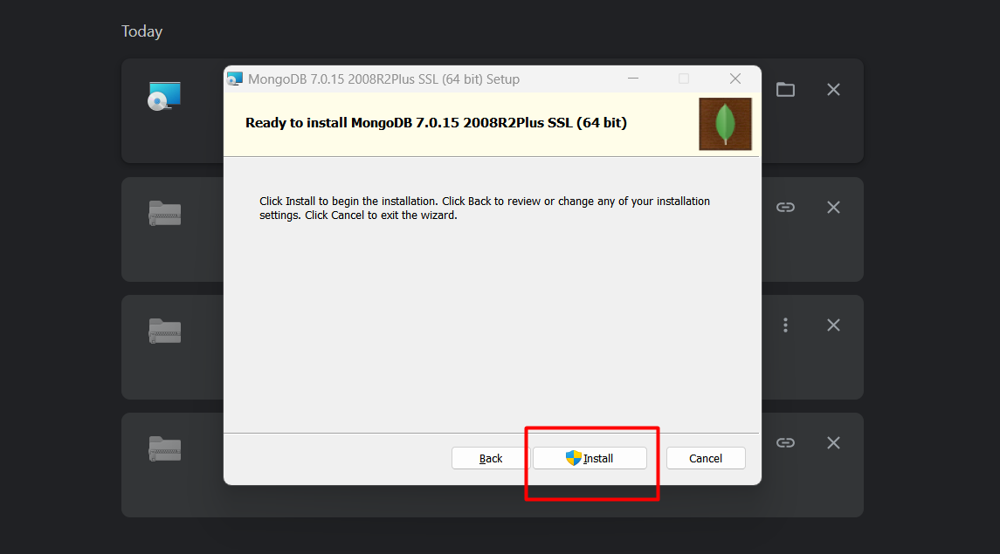 Today
MongoDB 7.0.15 2008R2Plus SSL (64 bit) Setup
Ready to install MongoDB 7.0.15 2008R2Plus SSL (64 bit)
Click Install to begin the installation. Click Back to review or change any of your installation
settings. Click Cancel to exit the wizard.
Back
Install
Cancel